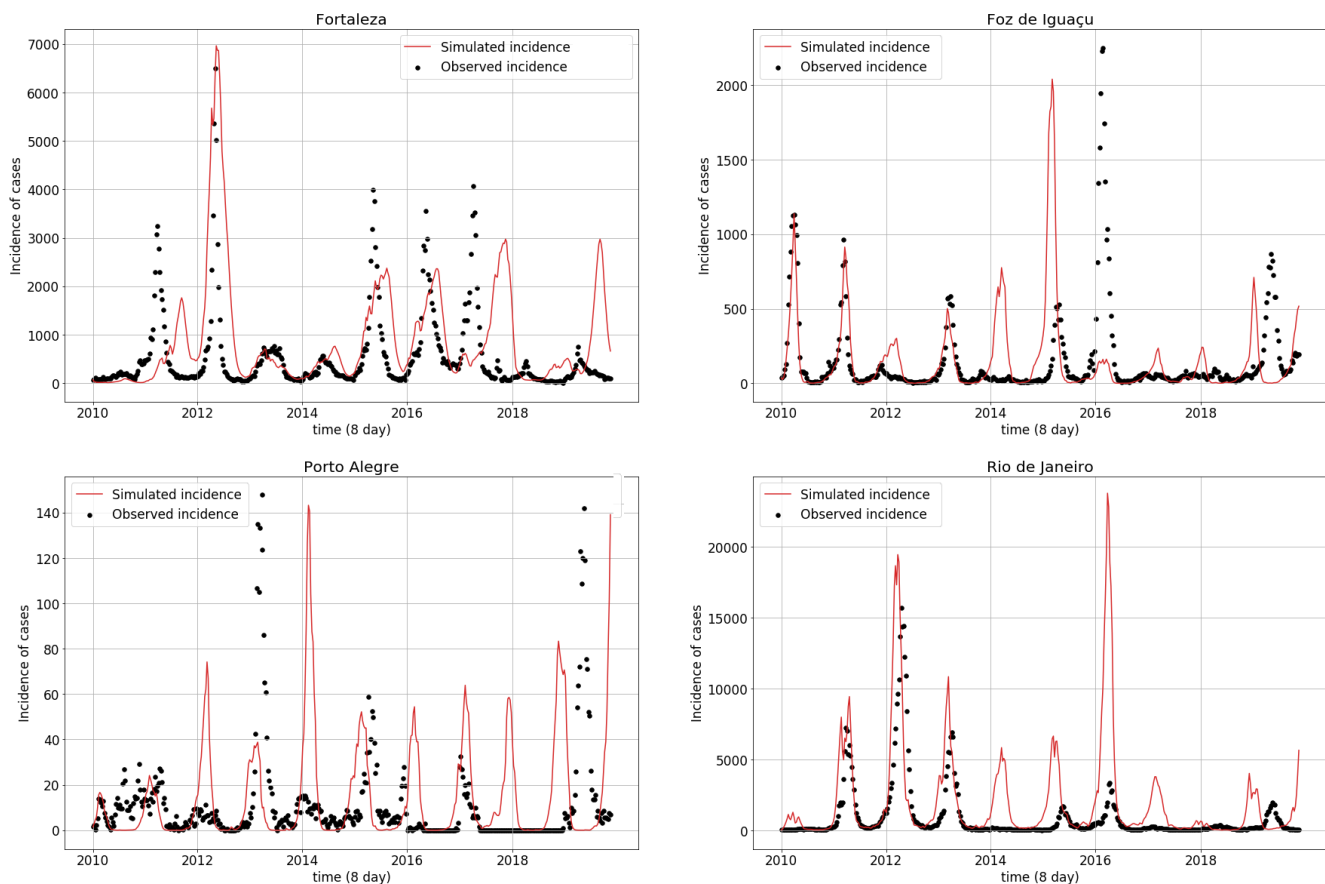 Fortaleza
Simulated incidence
Observed incidence
7000
6000
5000
4000
3000
2000
1000
0
Incidence of cases
2010
2012
2014
2016
2018
time (8 day)
Foz de Iguaçu
Simulated incidence
Observed incidence
2000
1500
1000
500
0
Incidence of cases
2010
2012
2014
2016
2018
time (8 day)
Porto Alegre
Simulated incidence
Observed incidence
140
120
100
80
60
40
20
0
Incidence of cases
2010
2012
2014
2016
2018
time (8 day)
Rio de Janeiro
Simulated incidence
Observed incidence
20000
15000
10000
5000
0
Incidence of cases
2010
2012
2014
2016
2018
time (8 day)